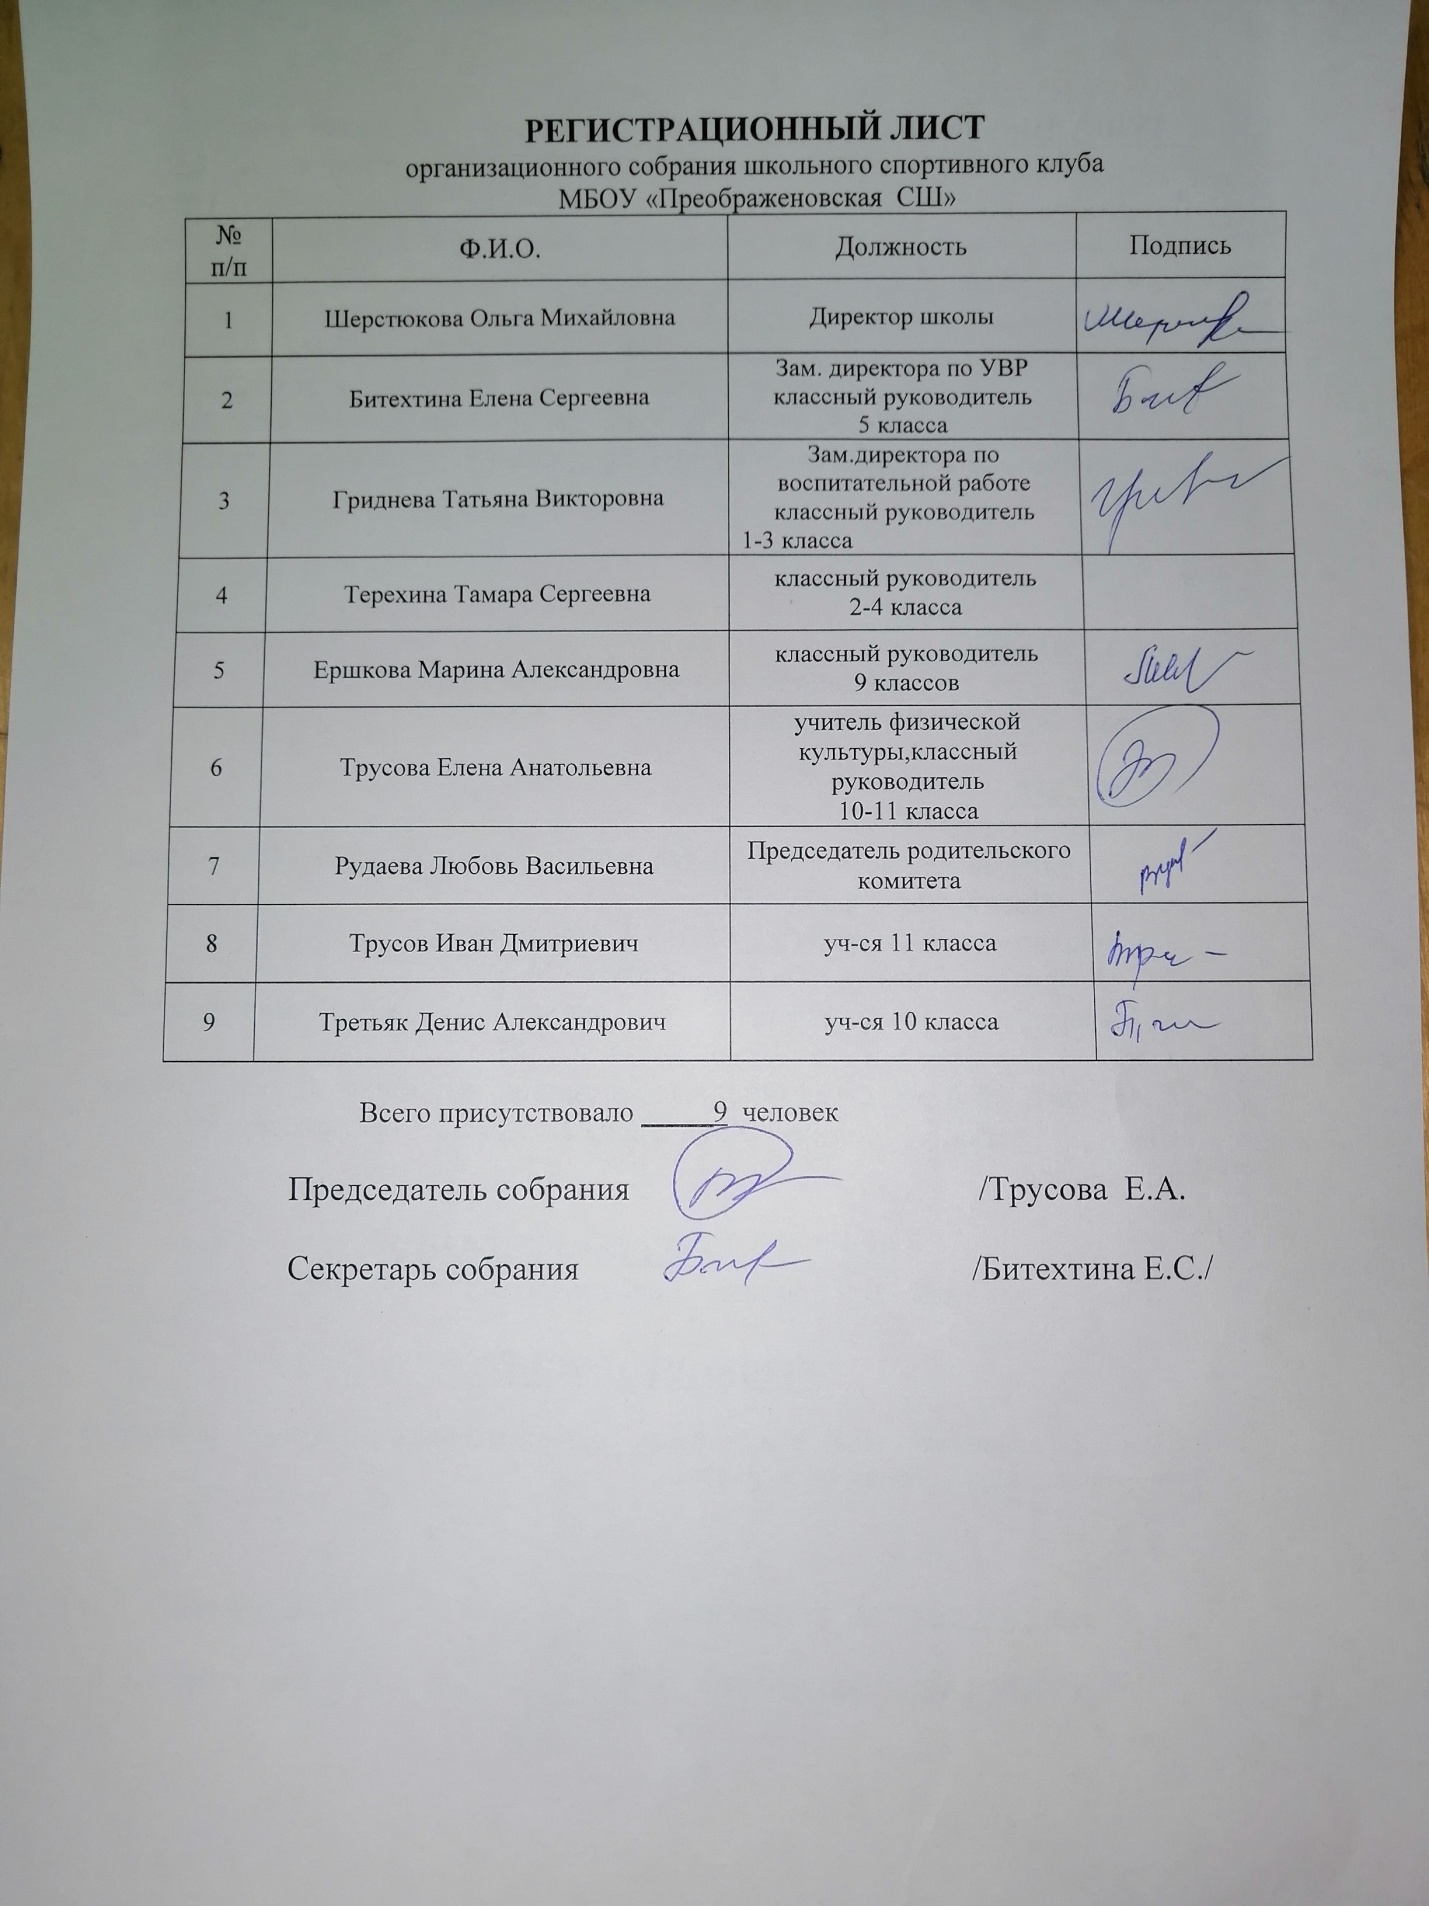 РЕГИСТРАЦИОННЫЙ ЛИСТ
организационного собрания школьного спортивного клуба
МБОУ «Преображеновская СШ»
№ п/п Ф.И.О. Должность Подпись
1 Шерстюкова Ольга Михайловна Директор школы
2 Битехтина Елена Сергеевна Зам. директора по УВР
классный руководитель
5 класса
3 Гриднева Татьяна Викторовна Зам.директора по
воспитательной работе
классный руководитель
1-3 класса
4 Терехина Тамара Сергеевна классный руководитель
2-4 класса
5 Ершкова Марина Александровна классный руководитель
9 классов
6 Трусова Елена Анатольевна учитель физической
культуры,классный
руководитель
10-11 класса
7 Рудаева Любовь Васильевна Председатель родительского
комитета
8 Трусов Иван Дмитриевич уч-ся 11 класса
9 Третьяк Денис Александрович уч-ся 10 класса
Всего присутствовало 9 человек
Председатель собрания /Трусова Е.А.
Секретарь собрания /Битехтина Е.С./